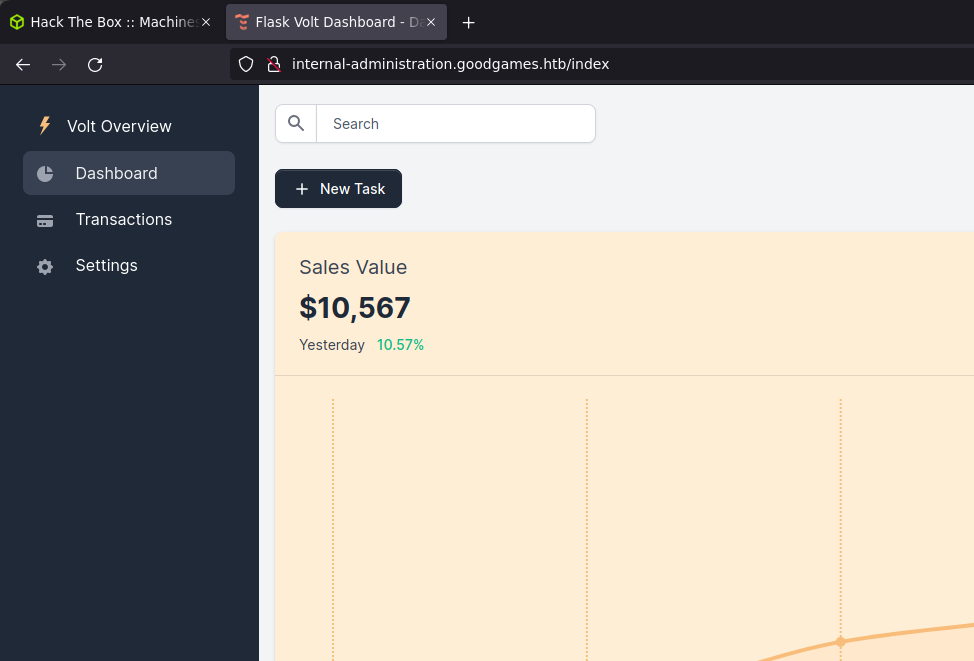 Hack The Box :: Machines
Flask Volt Dashboard - Da
internal-administration.goodgames.htb/index
Volt Overview
Dashboard
Transactions
Settings
Search
New Task
Sales Value
$10,567
Yesterday 10.57%